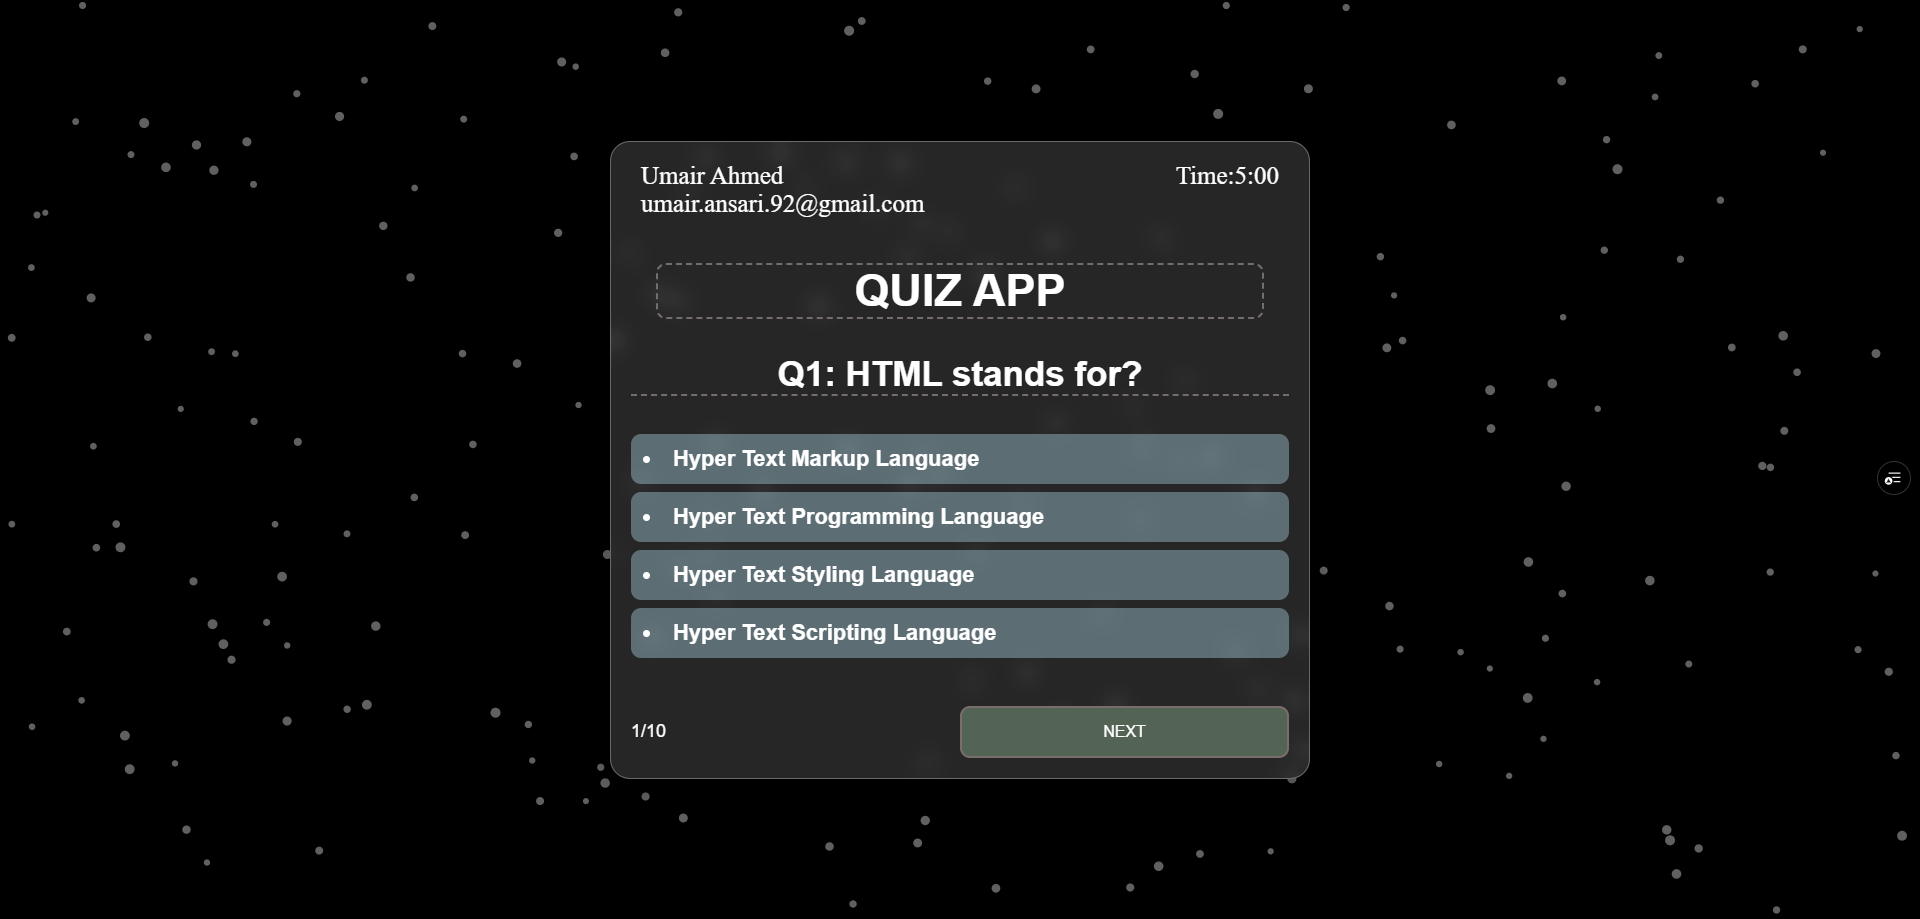 Umair Ahmed
Time:5:00
umair.ansari.92@gmail.com
QUIZ APP
Q1: HTML stands for?
• Hyper Text Markup Language
• Hyper Text Programming Language
• Hyper Text Styling Language
• Hyper Text Scripting Language
1/10
NEXT